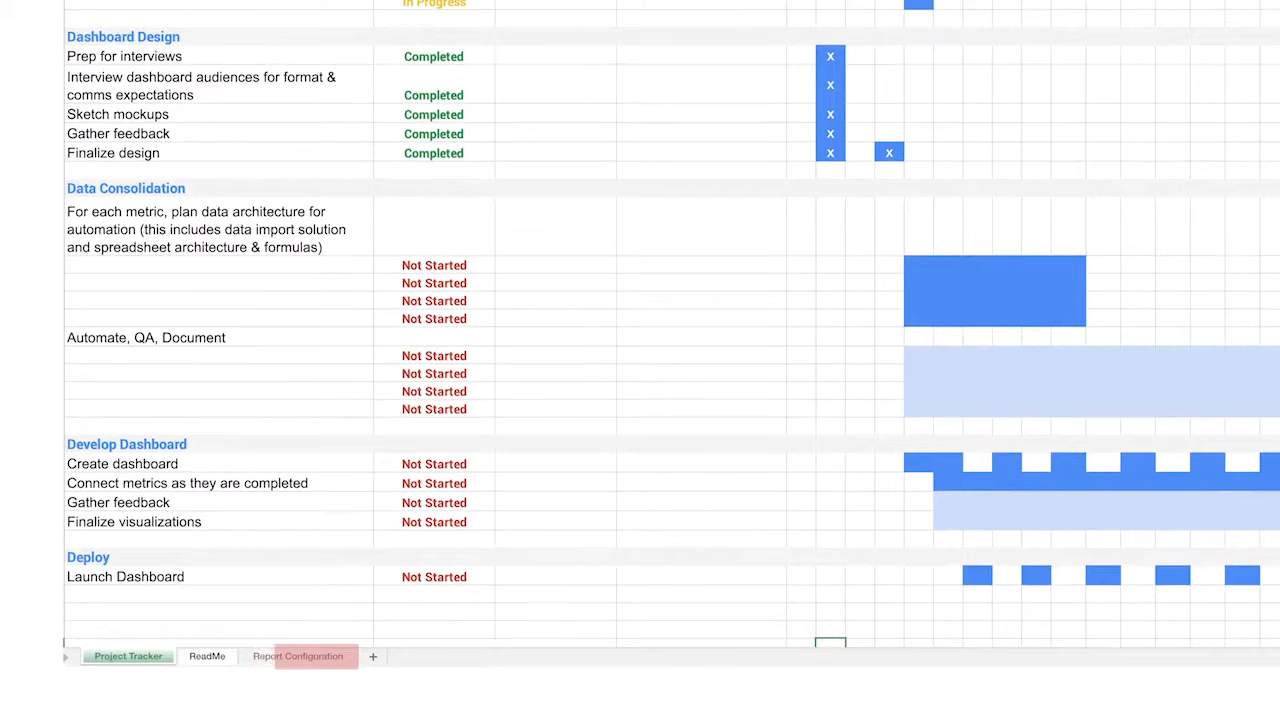 In Progress
Dashboard Design
Prep for interviews Completed X
Interview dashboard audiences for format &
comms expectations Completed X
Sketch mockups Completed X
Gather feedback Completed X
Finalize design Completed X X
Data Consolidation
For each metric, plan data architecture for
automation (this includes data import solution
and spreadsheet architecture & formulas)
Not Started
Not Started
Not Started
Not Started
Automate, QA, Document
Not Started
Not Started
Not Started
Not Started
Develop Dashboard
Create dashboard Not Started
Connect metrics as they are completed Not Started
Gather feedback Not Started
Finalize visualizations Not Started
Deploy
Launch Dashboard Not Started
Project Tracker ReadMe Report Configuration +